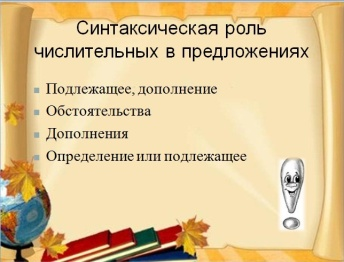 Синтаксическая роль
числительных в предложениях
Подлежащее, дополнение
Обстоятельства
Дополнения
Определение или подлежащее